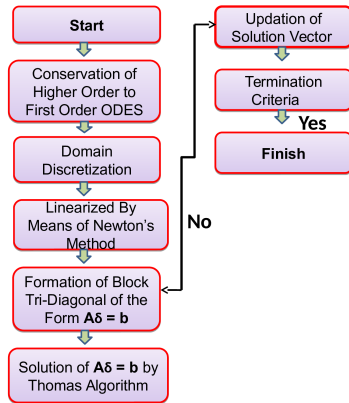 Start
Conservation of
Higher Order to
First Order ODES
Domain
Discretization
Linearized By
Means of Newton's
Method
Formation of Block
Tri-Diagonal of the
Form Aδ = b
Solution of Aδ = b by
Thomas Algorithm
No
Updation of
Solution Vector
Termination
Criteria
Yes
Finish